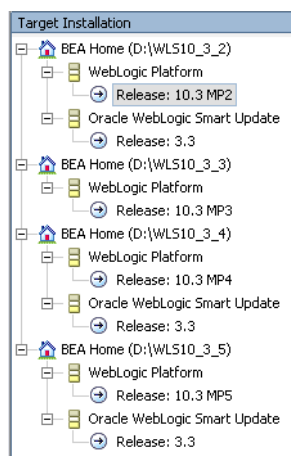 Target Installation
BEA Home (D:\WLS10_3_2)
WebLogic Platform
Release: 10.3 MP2
Oracle WebLogic Smart Update
Release: 3.3
BEA Home (D:\WLS10_3_3)
WebLogic Platform
Release: 10.3 MP3
BEA Home (D:\WLS10_3_4)
WebLogic Platform
Release: 10.3 MP4
Oracle WebLogic Smart Update
Release: 3.3
BEA Home (D:\WLS10_3_5)
WebLogic Platform
Release: 10.3 MP5
Oracle WebLogic Smart Update
Release: 3.3